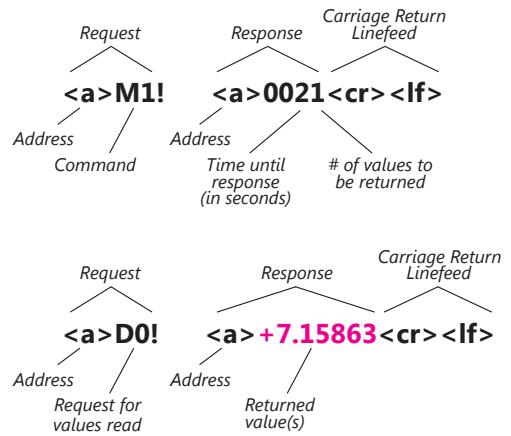 Request Response Carriage Return
Linefeed
<a>M1! <a>0021<cr><lf>
Address Address
Command Time until # of values to
response be returned
(in seconds)
Request Response Carriage Return
Linefeed
<a>D0! <a>+7.15863<cr><lf>
Address Address
Request for Returned
values read value(s)